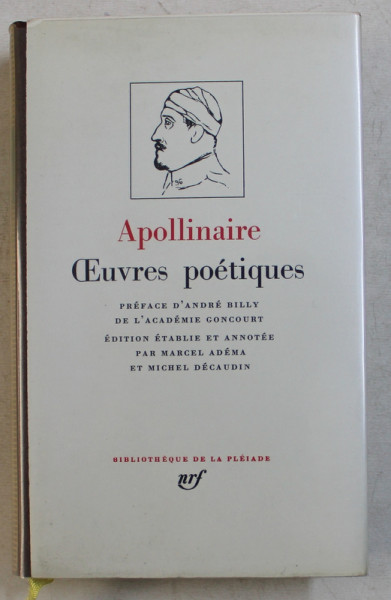 Apollinaire
Œuvres poétiques
PRÉFACE D'ANDRÉ BILLY
DE L'ACADÉMIE GONCOURT
ÉDITION ÉTABLIE ET ANNOTÉE
PAR MARCEL ADÉMA
ET MICHEL DÉCAUDIN
BIBLIOTHÈQUE DE LA PLÉIADE
nrf